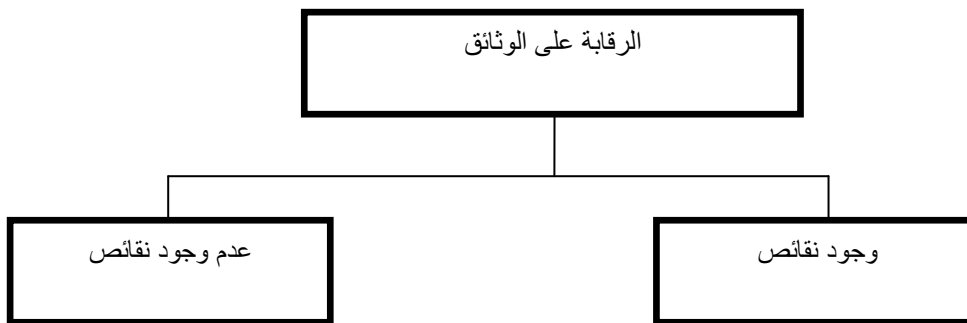 الرقابة على الوثائق
وجود نقائص
عدم وجود نقائص